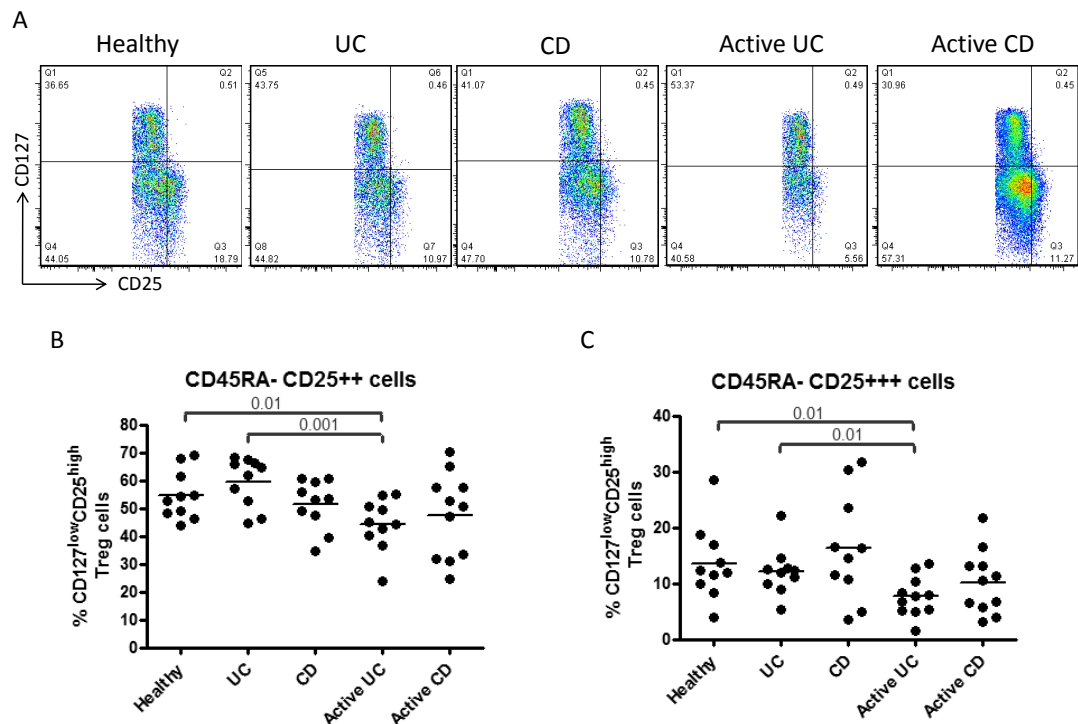 A
Healthy UC CD Active UC Active CD
Q1 Q2 Q5 Q6 Q1 Q2 Q1 Q2 Q1 Q2
36.65 0.51 43.75 0.46 41.07 0.45 53.37 0.49 30.96 0.45
CD127
Q4 Q3 Q8 Q7 Q4 Q3 Q4 Q3 Q4 Q3
44.05 18.79 44.82 10.97 47.70 10.78 40.58 5.56 57.31 11.27
CD25
B
CD45RA- CD25++ cells
0.01
0.001
% CD127lowCD25high
Treg cells
80
70
60
50
40
30
20
10
0
Healthy
UC
CD
Active UC
Active CD
C
CD45RA- CD25+++ cells
0.01
0.01
% CD127lowCD25high
Treg cells
40
30
20
10
0
Healthy
UC
CD
Active UC
Active CD